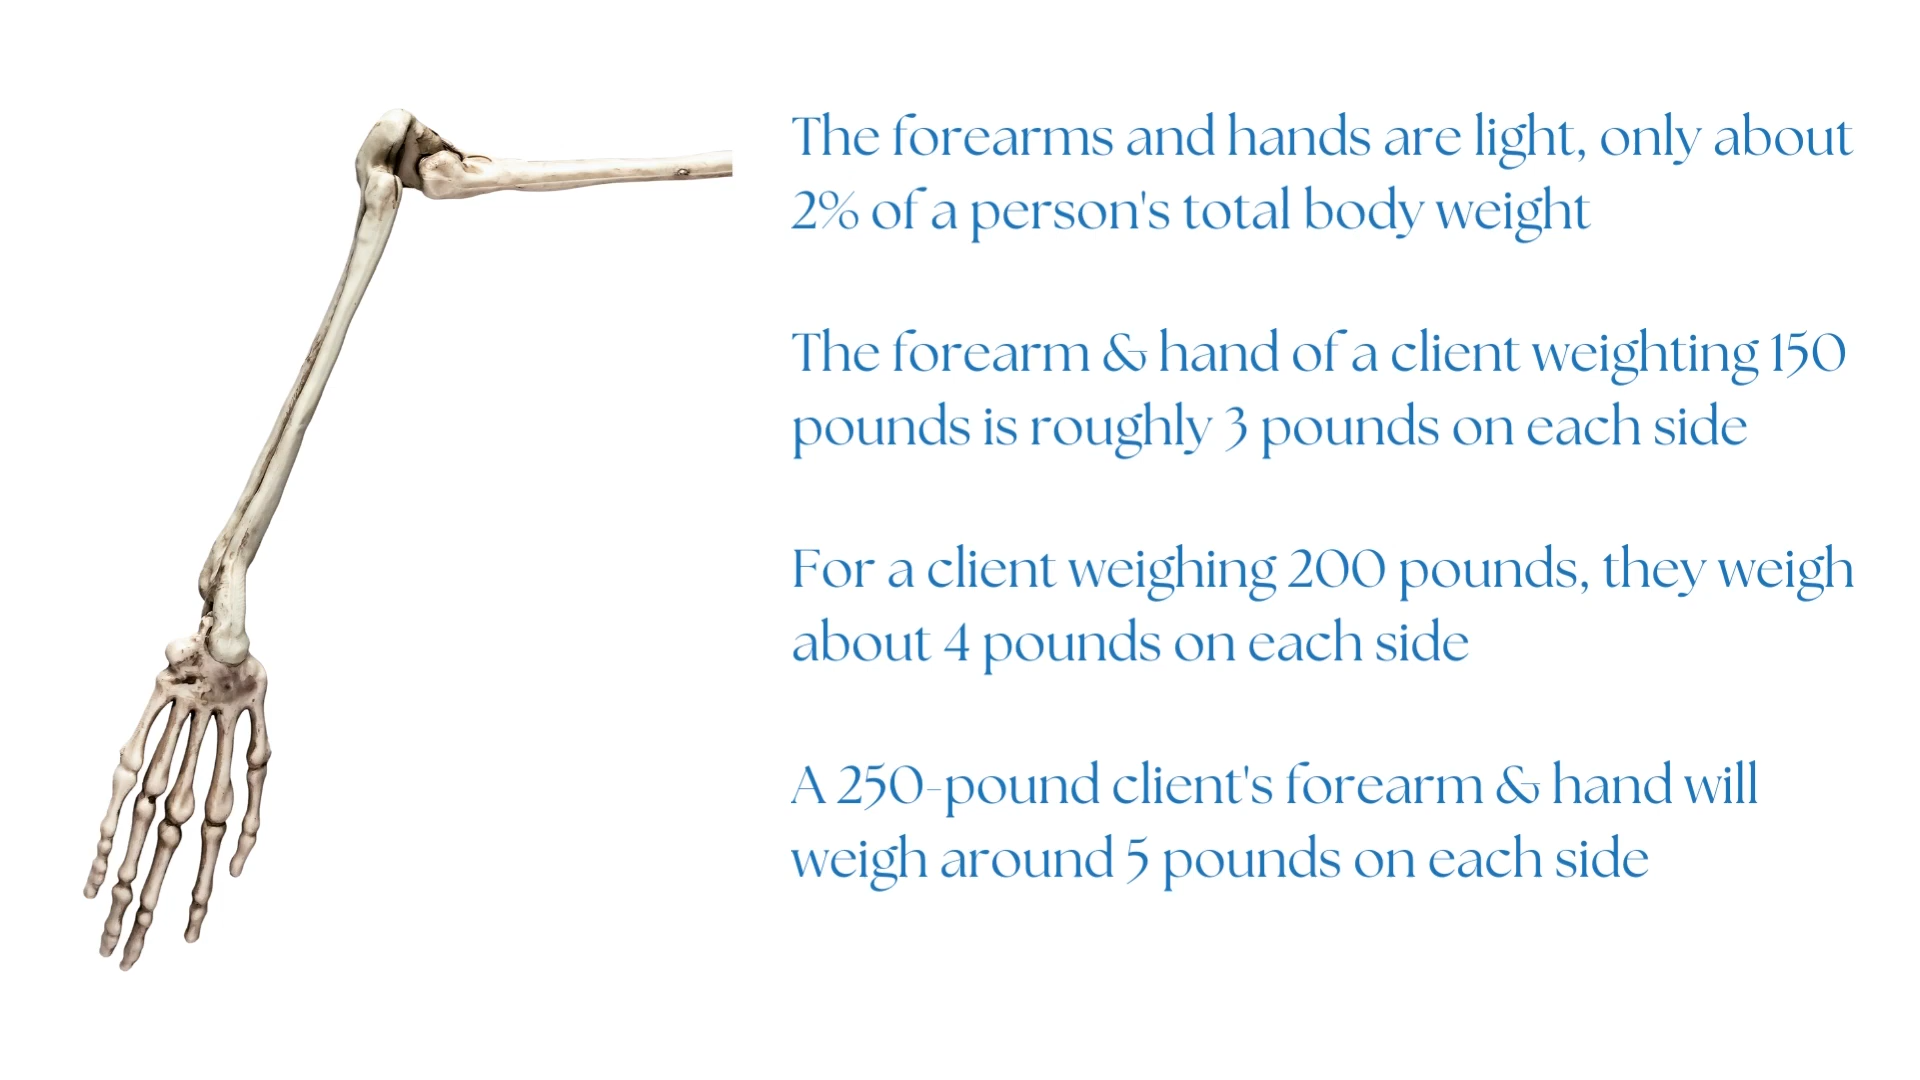 The forearms and hands are light, only about
2% of a person's total body weight
The forearm & hand of a client weighting 150
pounds is roughly 3 pounds on each side
For a client weighing 200 pounds, they weigh
about 4 pounds on each side
A 250-pound client's forearm & hand will
weigh around 5 pounds on each side